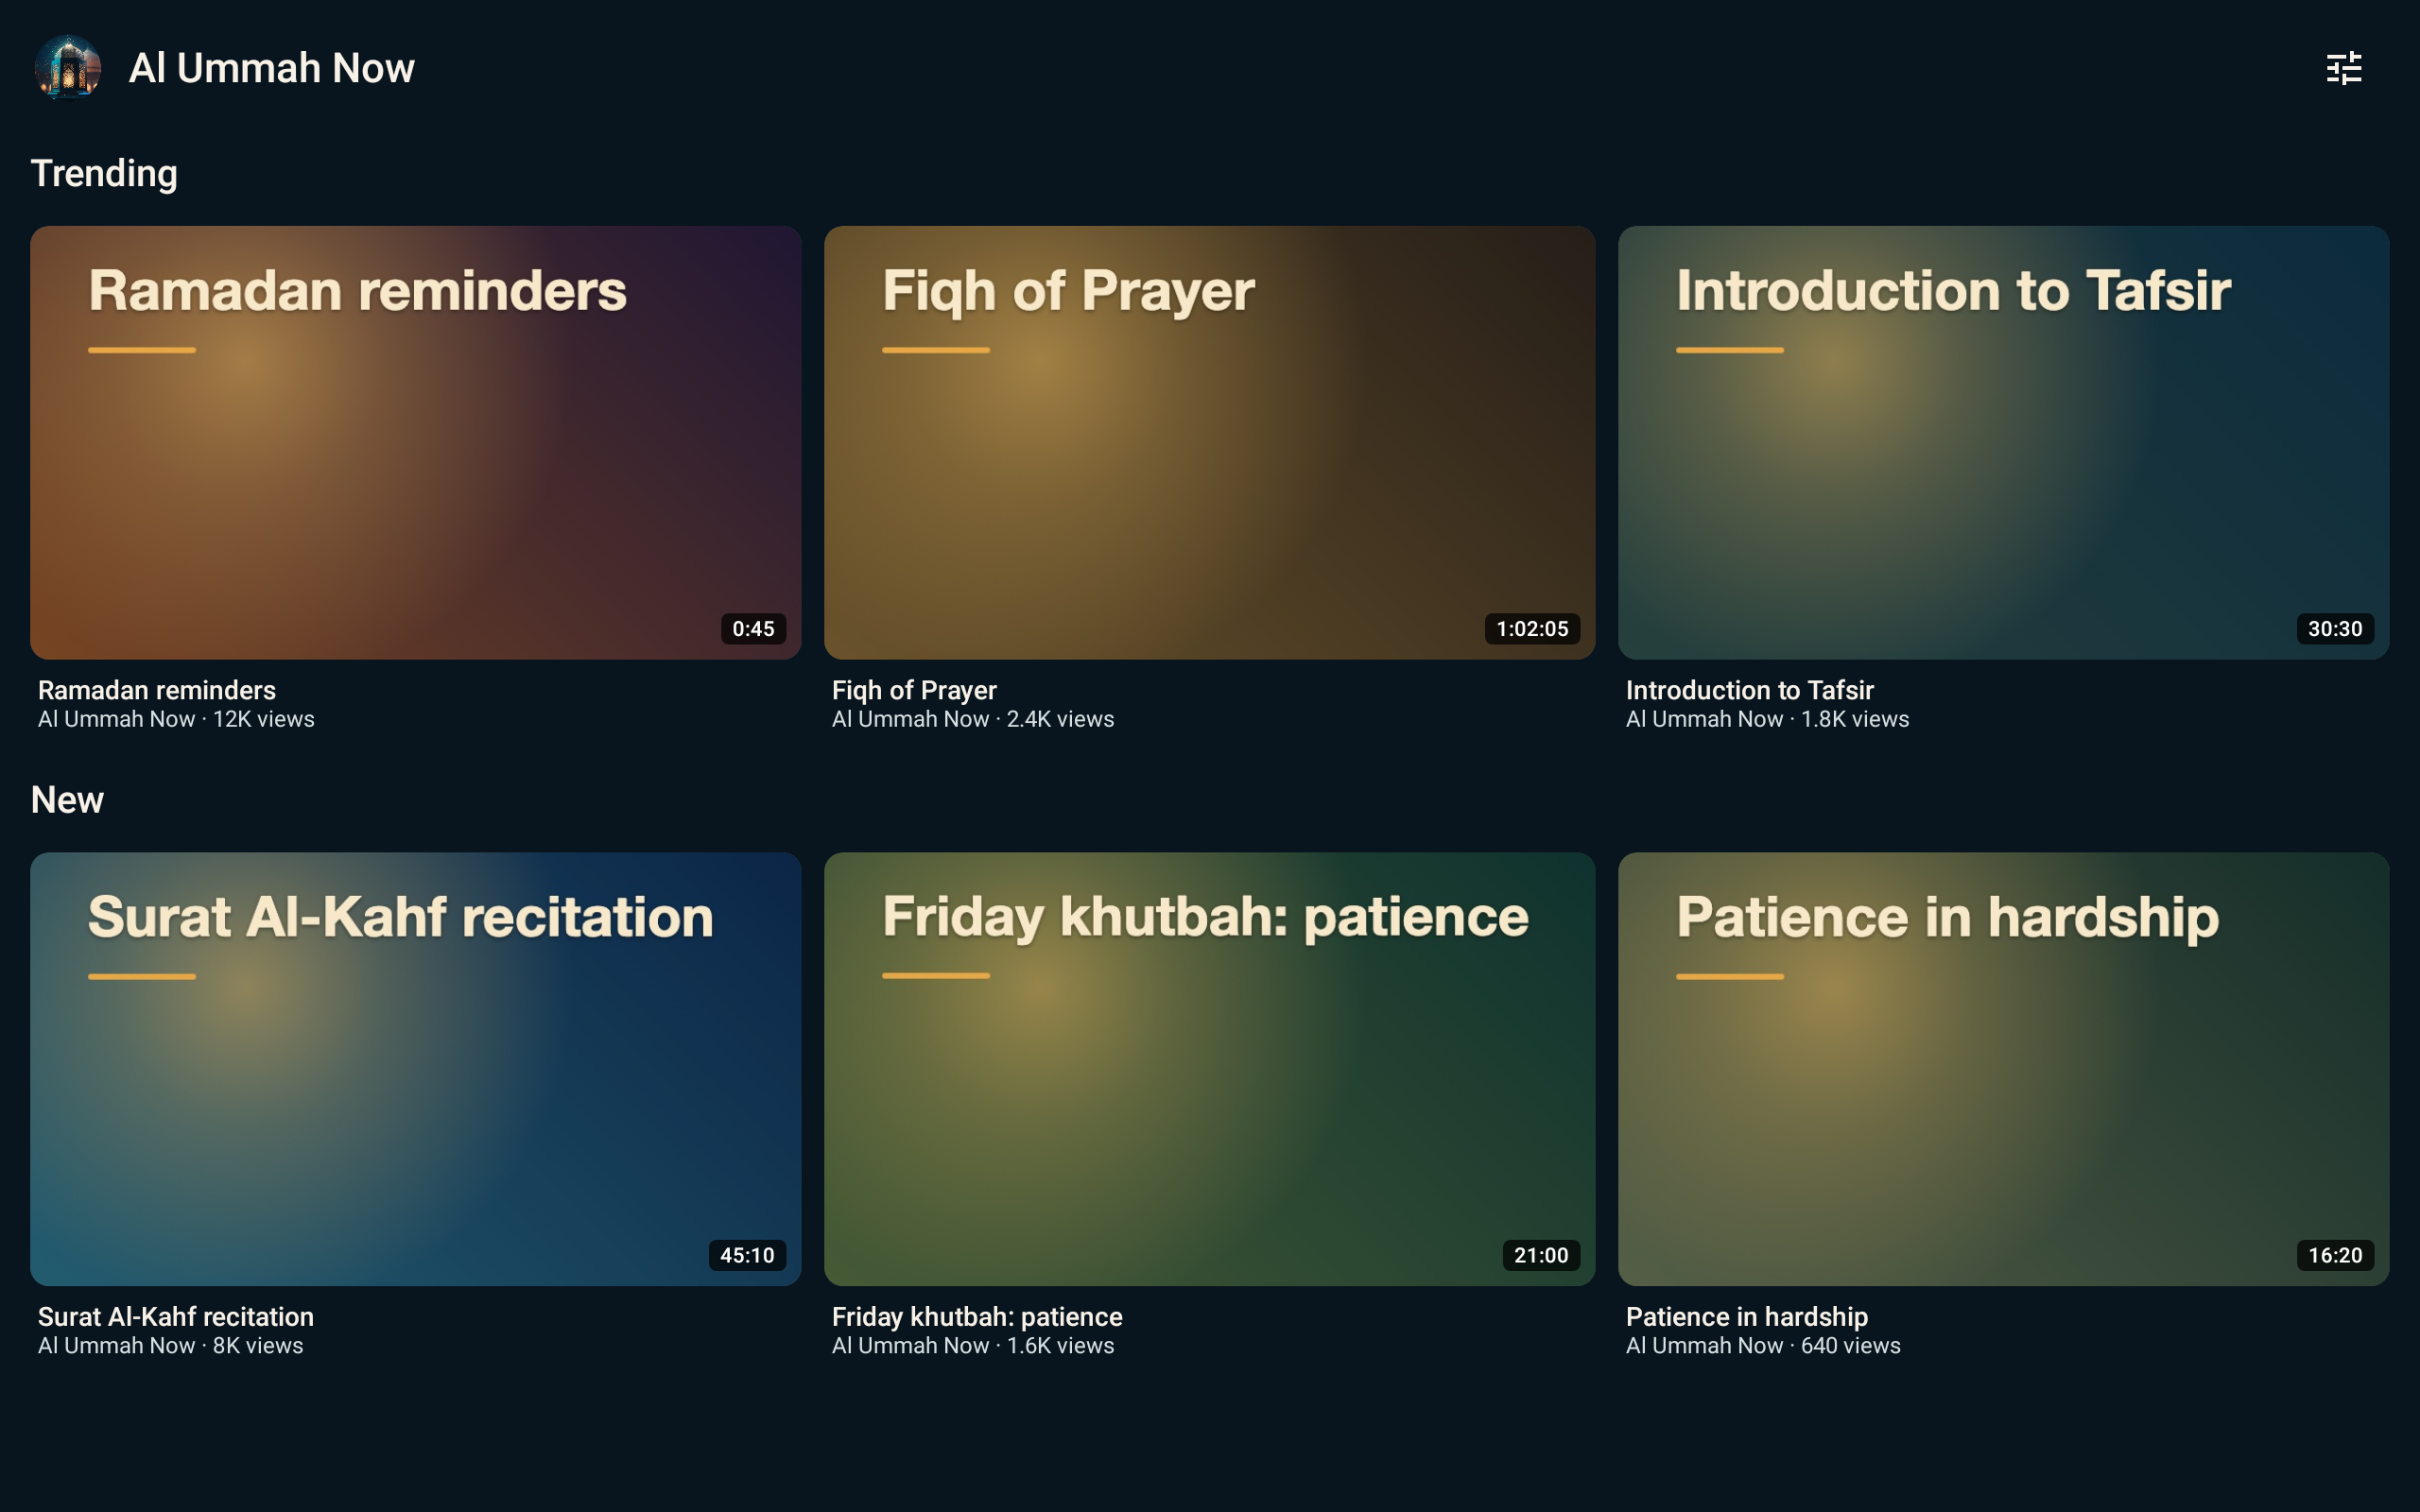 Al Ummah Now
Trending
Ramadan reminders
Fiqh of Prayer
Introduction to Tafsir
0:45
1:02:05
30:30
Ramadan reminders
Al Ummah Now · 12K views
Fiqh of Prayer
Al Ummah Now · 2.4K views
Introduction to Tafsir
Al Ummah Now · 1.8K views
New
Surat Al-Kahf recitation
Friday khutbah: patience
Patience in hardship
45:10
21:00
16:20
Surat Al-Kahf recitation
Al Ummah Now · 8K views
Friday khutbah: patience
Al Ummah Now · 1.6K views
Patience in hardship
Al Ummah Now · 640 views